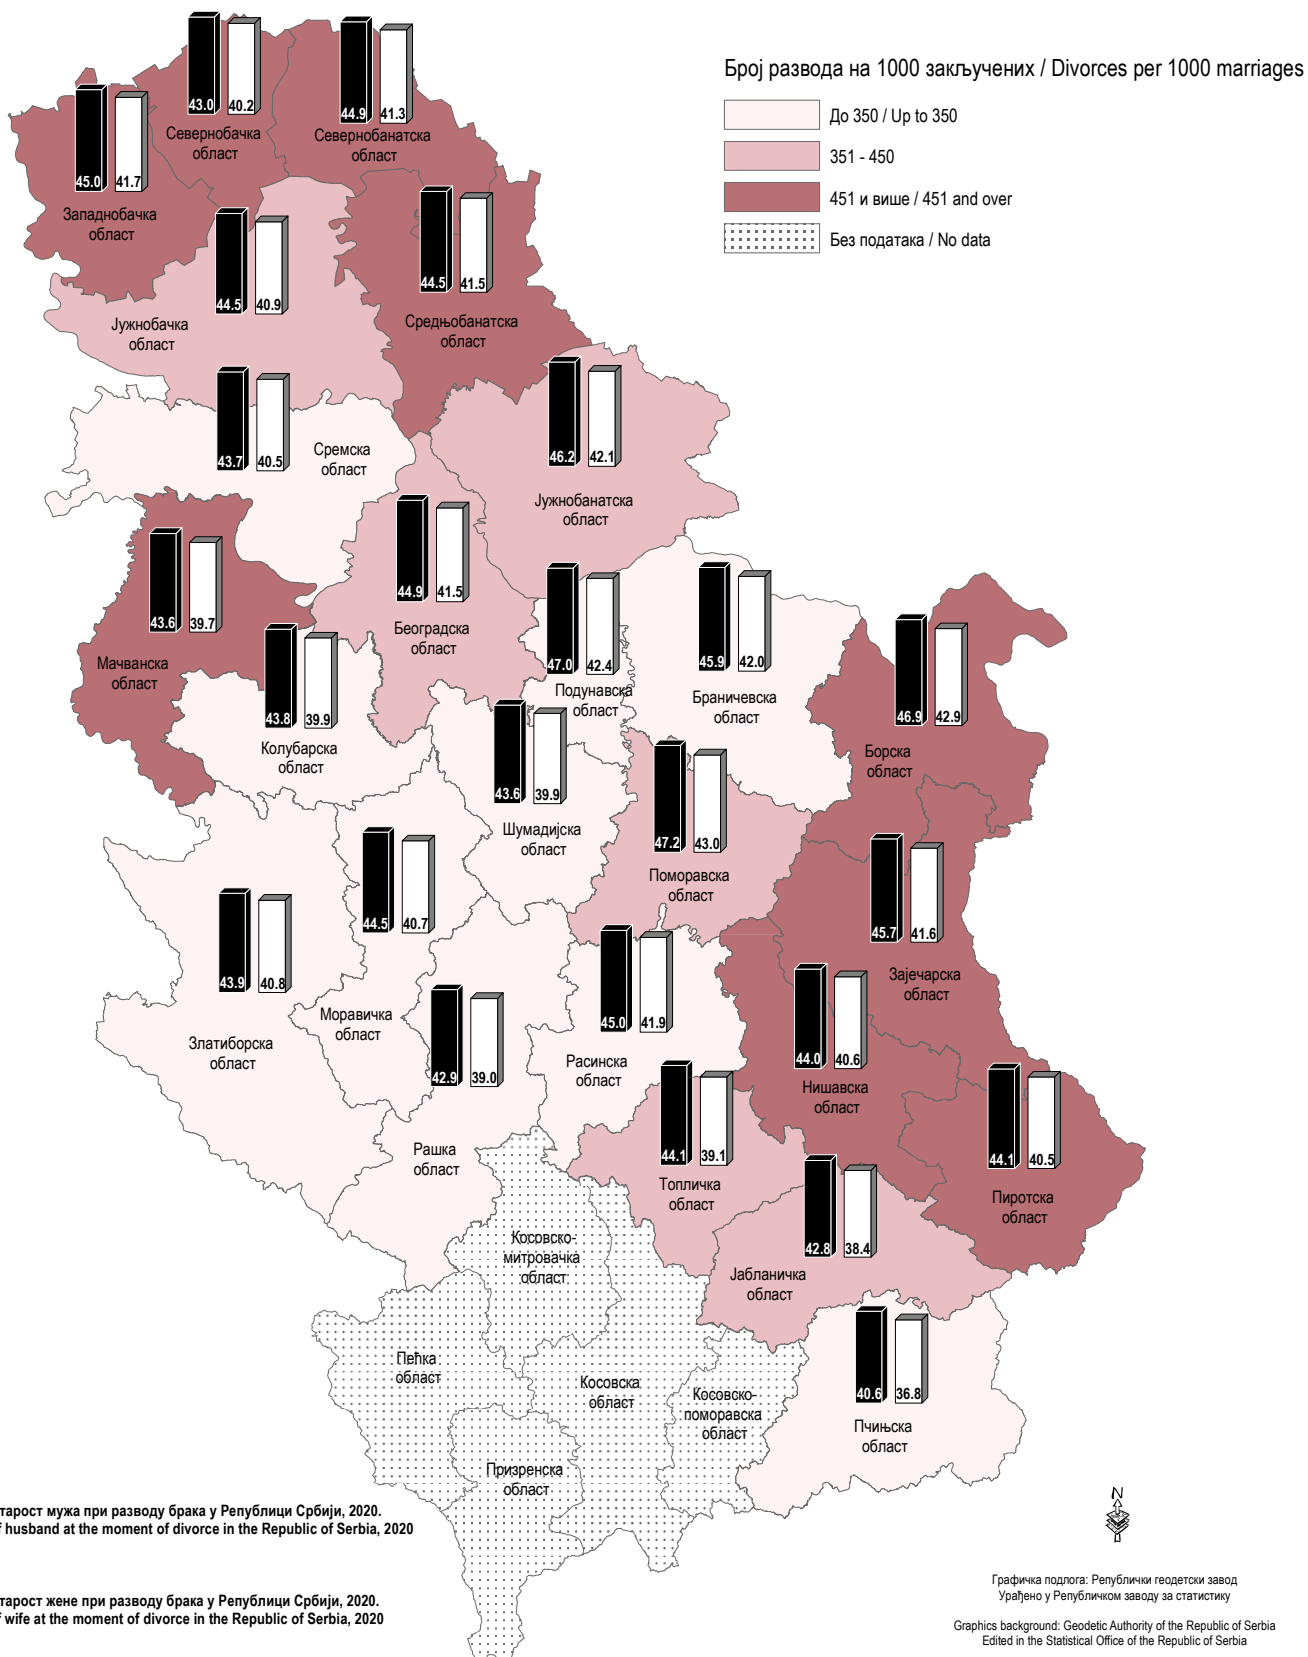 Број развода на 1000 закључених / Divorces per 1000 marriages
До 350 / Up to 350
351 - 450
451 и више / 451 and over
Без података / No data
43.0 40.2
Севернобачка
област
44.9 41.3
Севернобанатска
област
45.0 41.7
Западнобачка
област
44.5 40.9
Јужнобачка
област
44.5 41.5
Средњобанатска
област
43.7 40.5
Сремска
област
46.2 42.1
Јужнобанатска
област
44.9 41.5
Београдска
област
43.6 39.7
Мачванска
област
43.8 39.9
Колубарска
област
47.0 42.4
Подунавска
област
45.9 42.0
Браничевска
област
46.9 42.9
Борска
област
43.6 39.9
Шумадијска
област
47.2 43.0
Поморавска
област
44.5 40.7
Моравичка
област
45.7 41.6
Зајечарска
област
43.9 40.8
Златиборска
област
42.9 39.0
Рашка
област
45.0 41.9
Расинска
област
44.0 40.6
Нишавска
област
44.1 39.1
Топличка
област
44.1 40.5
Пиротска
област
42.8 38.4
Јабланичка
област
Косовско-
митровачка
област
Пећка
област
Косовска
област
Косовско-
поморавска
област
40.6 36.8
Пчињска
област
Призренска
област
тарост мужа при разводу брака у Републици Србији, 2020.
f husband at the moment of divorce in the Republic of Serbia, 2020
тарост жене при разводу брака у Републици Србији, 2020.
f wife at the moment of divorce in the Republic of Serbia, 2020
N
Графичка подлога: Републички геодетски завод
Урађено у Републичком заводу за статистику
Graphics background: Geodetic Authority of the Republic of Serbia
Edited in the Statistical Office of the Republic of Serbia